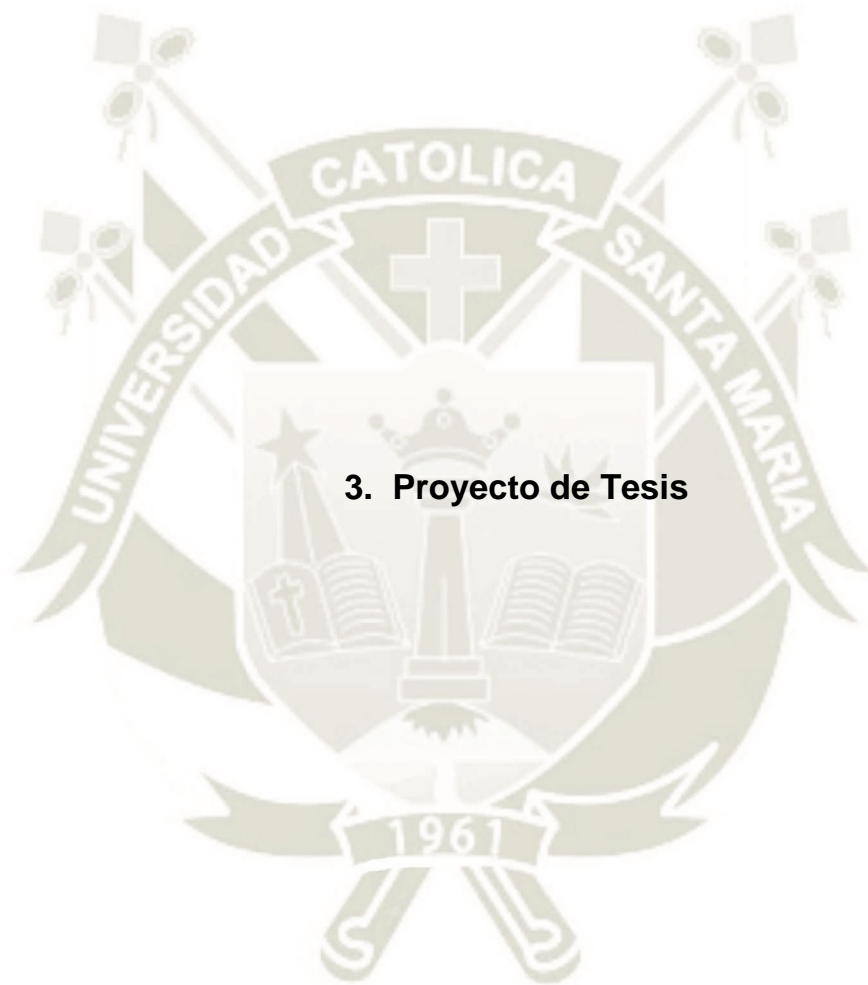 CATOLICA
UNIVERSIDAD
SANTA MARIA
3. Proyecto de Tesis
1961